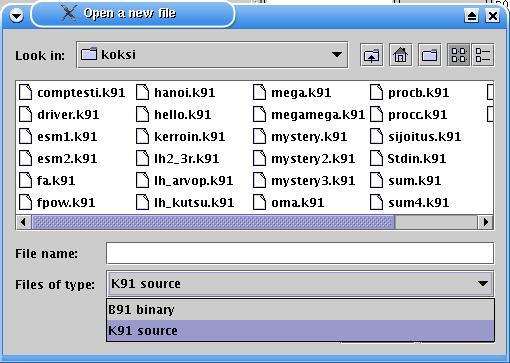 Open a new file
Look in: koksi
comptesti.k91 hanoi.k91 mega.k91 procb.k91
driver.k91 hello.k91 megamega.k91 procc.k91
esm1.k91 kerroin.k91 mystery.k91 sijoitus.k91
esm2.k91 lh2_3r.k91 mystery2.k91 Stdin.k91
fa.k91 lh_arvop.k91 mystery3.k91 sum.k91
fpow.k91 lh_kutsu.k91 oma.k91 sum4.k91
File name:
Files of type: K91 source
B91 binary
K91 source